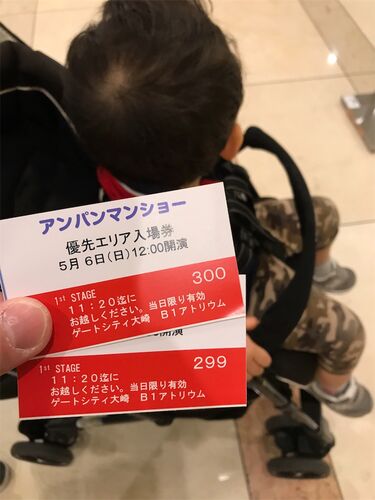 アンパンマンショー
優先エリア入場券
5月 6日(日)12:00開演
300
1st STAGE
11:20迄に
お越しください。当日限り有効
ゲートシティ大崎 B1アトリウム
00開演
299
1st STAGE
11:20迄に
お越しください。当日限り有効
ゲートシティ大崎 B1アトリウム